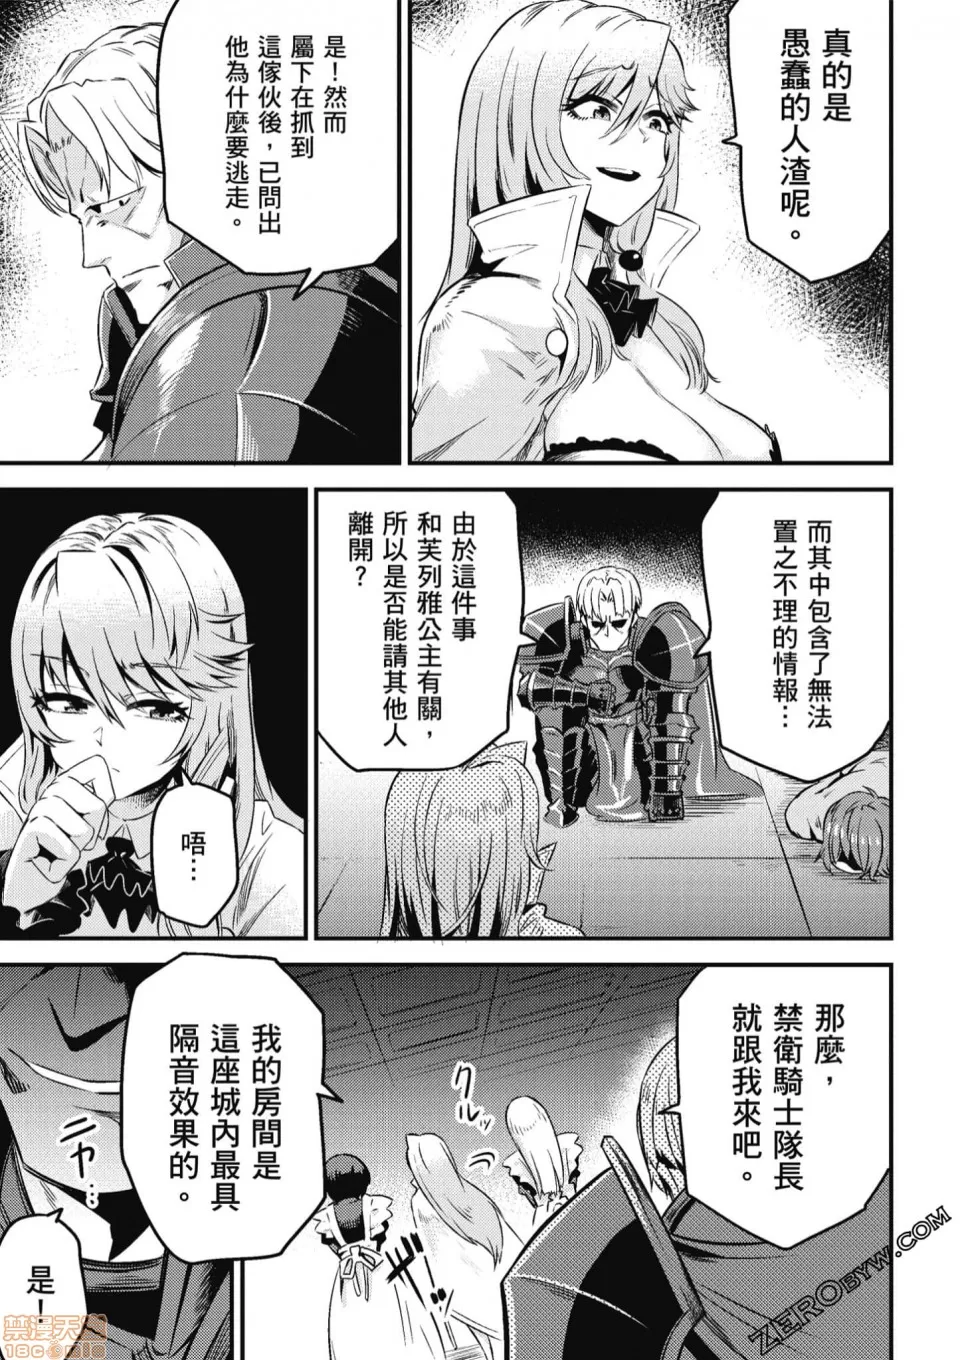 真的是
愚蠢的人渣呢。
是！然而
屬下在抓到
這傢伙後，已問出
他為什麼要逃走。
而其中包含了無法
置之不理的情報…
由於這件事
和芙列雅公主有關，
所以是否能請其他人
離開？
唔…
那麼，
禁衛騎士隊長
就跟我來吧。
クルッ
我的房間是
這座城內最具
隔音效果的。
ニヤ…
是！
禁漫天堂
18COMIC
ZEROBYW.COM